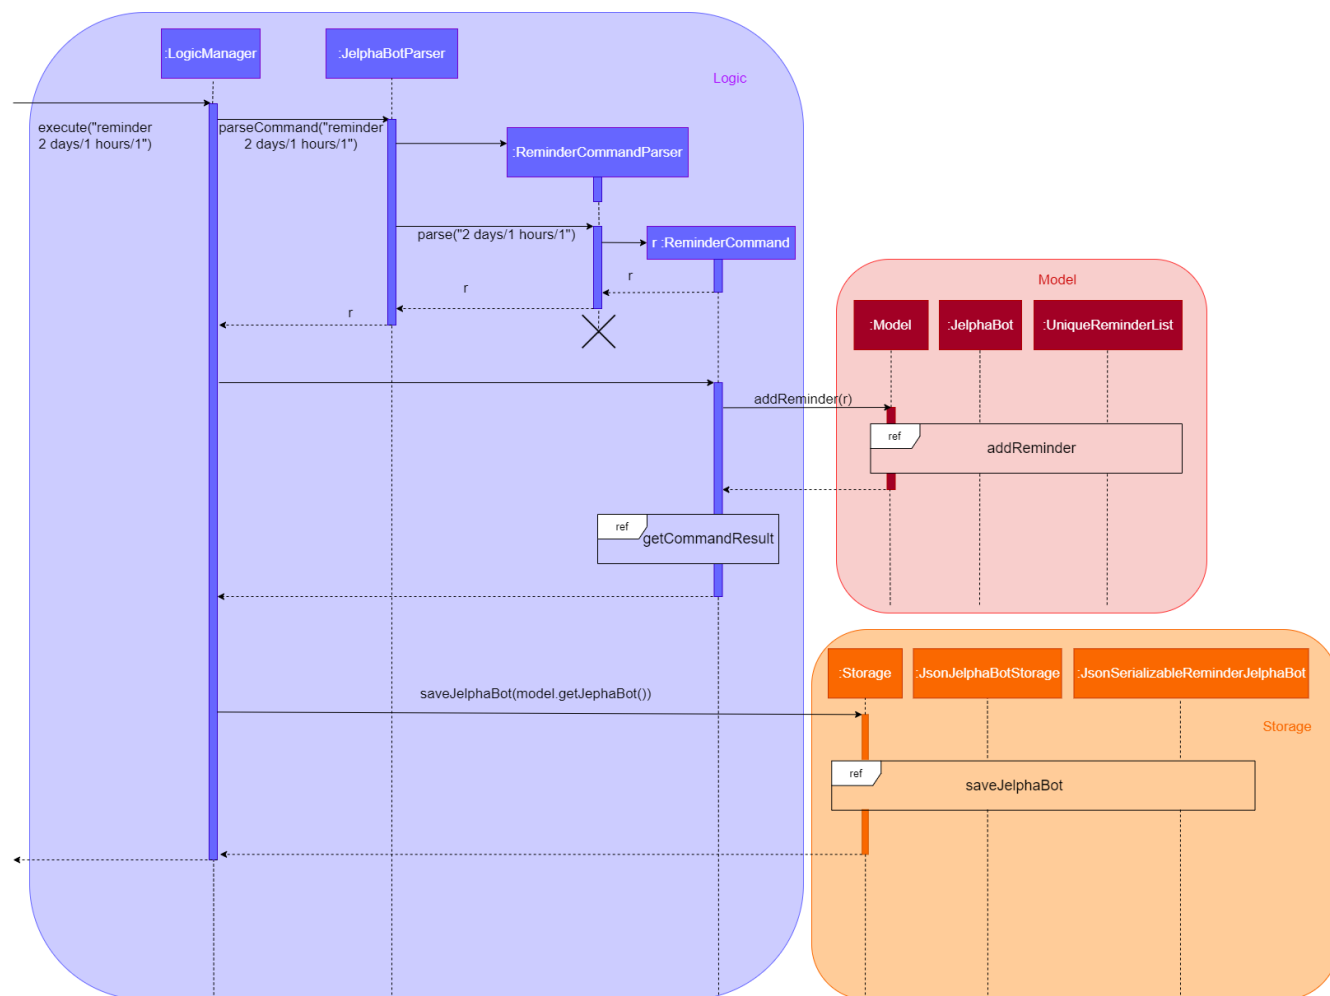 :LogicManager
:JelphaBotParser
Logic
execute("reminder
2 days/1 hours/1")
parseCommand("reminder
2 days/1 hours/1")
:ReminderCommandParser
parse("2 days/1 hours/1")
r :ReminderCommand
r
r
r
Model
:Model
:JelphaBot
:UniqueReminderList
addReminder(r)
ref
addReminder
ref
getCommandResult
:Storage
:JsonJelphaBotStorage
:JsonSerializableReminderJelphaBot
saveJelphaBot(model.getJephaBot())
Storage
ref
saveJelphaBot